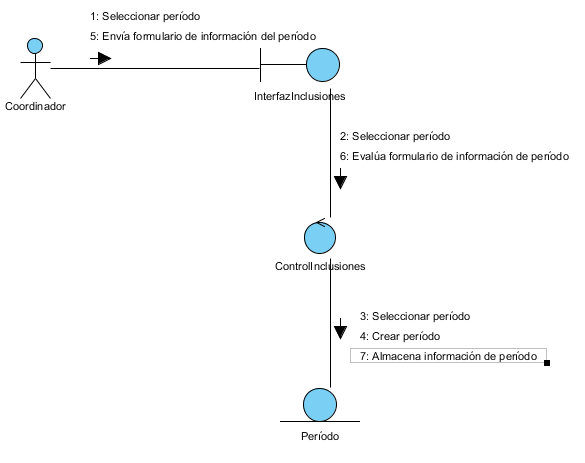 1: Seleccionar período
5: Envía formulario de información del período
Coordinador
InterfazInclusiones
2: Seleccionar período
6: Evalúa formulario de información de período
ControlInclusiones
3: Seleccionar período
4: Crear período
7: Almacena información de período
Período